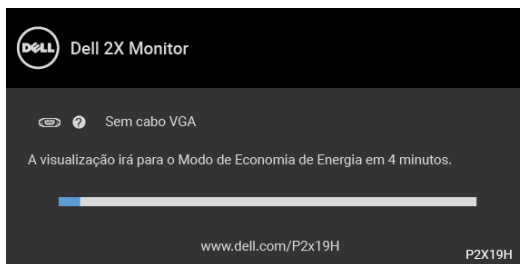 DELL
Dell 2X Monitor
? Sem cabo VGA
A visualização irá para o Modo de Economia de Energia em 4 minutos.
www.dell.com/P2x19H
P2X19H